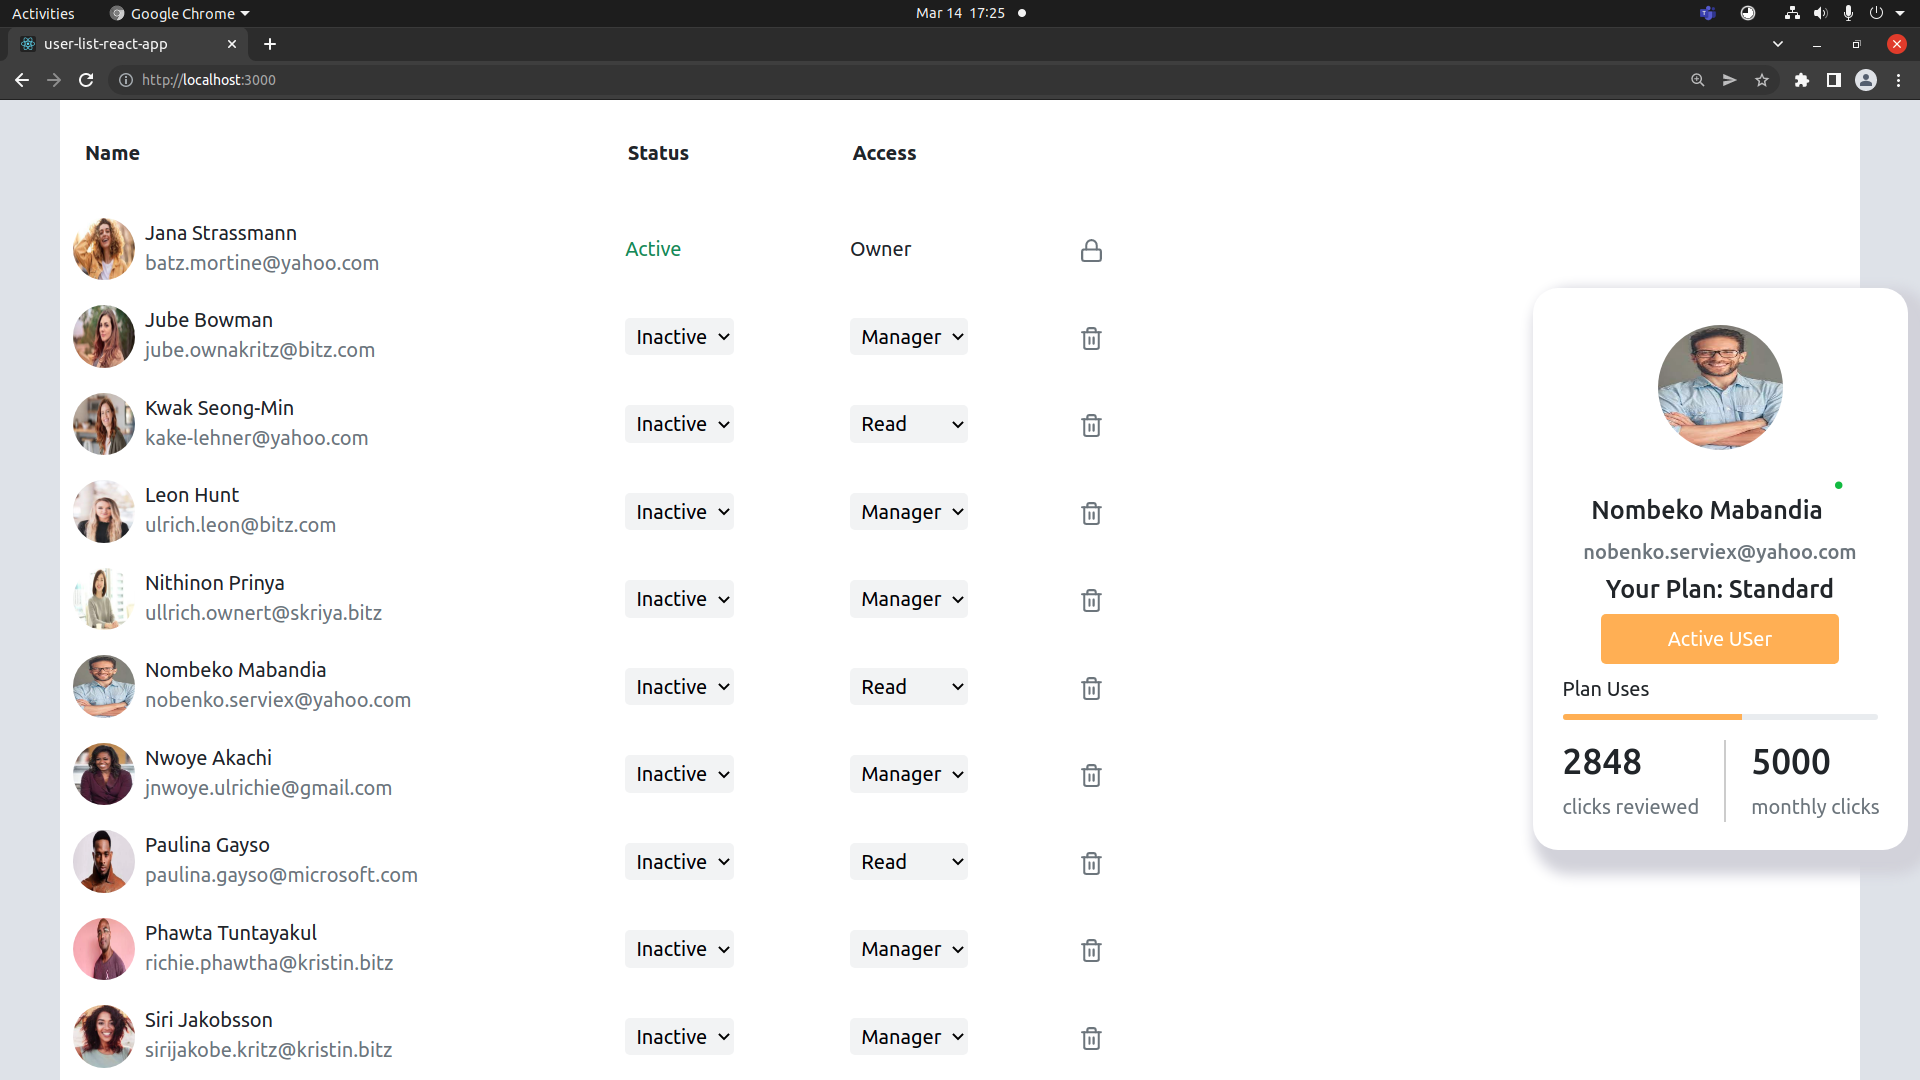 Activities Google Chrome Mar 14 17:25
user-list-react-app
http://localhost:3000
Name Status Access
Jana Strassmann
batz.mortine@yahoo.com
Active Owner
Jube Bowman
jube.ownakritz@bitz.com
Inactive Manager
Kwak Seong-Min
kake-lehner@yahoo.com
Inactive Read
Leon Hunt
ulrich.leon@bitz.com
Inactive Manager
Nithinon Prinya
ullrich.ownert@skriya.bitz
Inactive Manager
Nombeko Mabandia
nobenko.serviex@yahoo.com
Inactive Read
Nwoye Akachi
jnwoye.ulrichie@gmail.com
Inactive Manager
Paulina Gayso
paulina.gayso@microsoft.com
Inactive Read
Phawta Tuntayakul
richie.phawtha@kristin.bitz
Inactive Manager
Siri Jakobsson
sirijakobe.kritz@kristin.bitz
Inactive Manager
Nombeko Mabandia
nobenko.serviex@yahoo.com
Your Plan: Standard
Active USer
Plan Uses
2848 5000
clicks reviewed monthly clicks